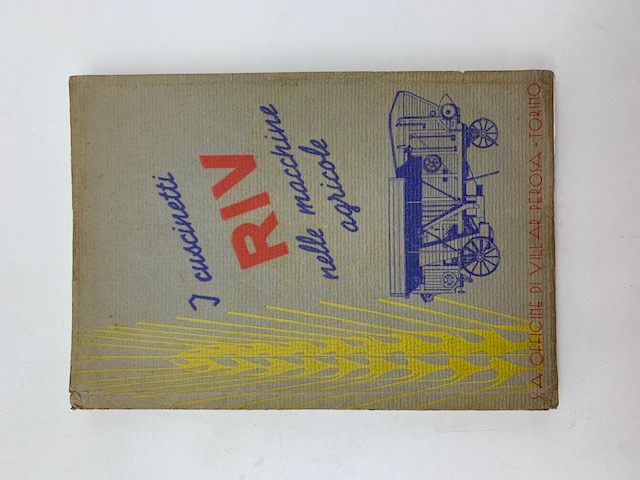 I cuscinetti
RIV
nelle macchine
agricole
S.A. OFFICINE DI VILLAR PEROSA - TORINO